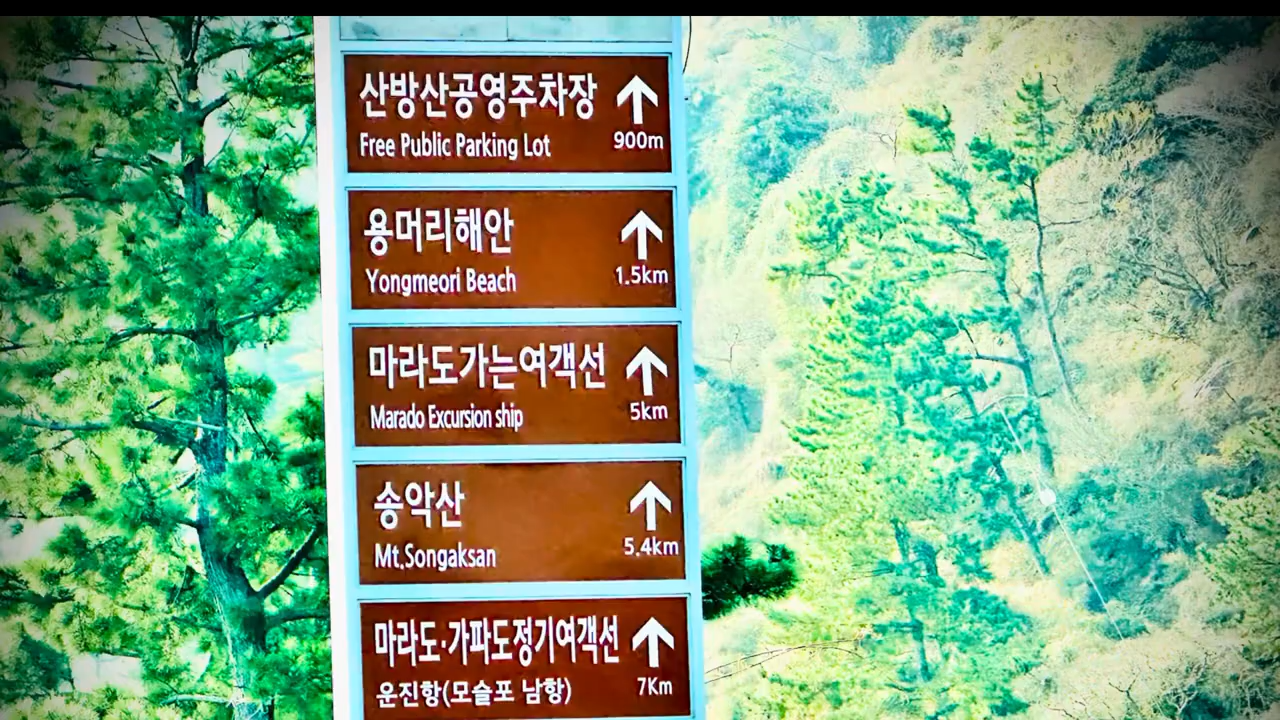 산방산공영주차장
Free Public Parking Lot
900m
용머리해안
Yongmeori Beach
1.5km
마라도가는여객선
Marado Excursion ship
5km
송악산
Mt.Songaksan
5.4km
마라도·가파도정기여객선
운진항(모슬포 남항)
7Km